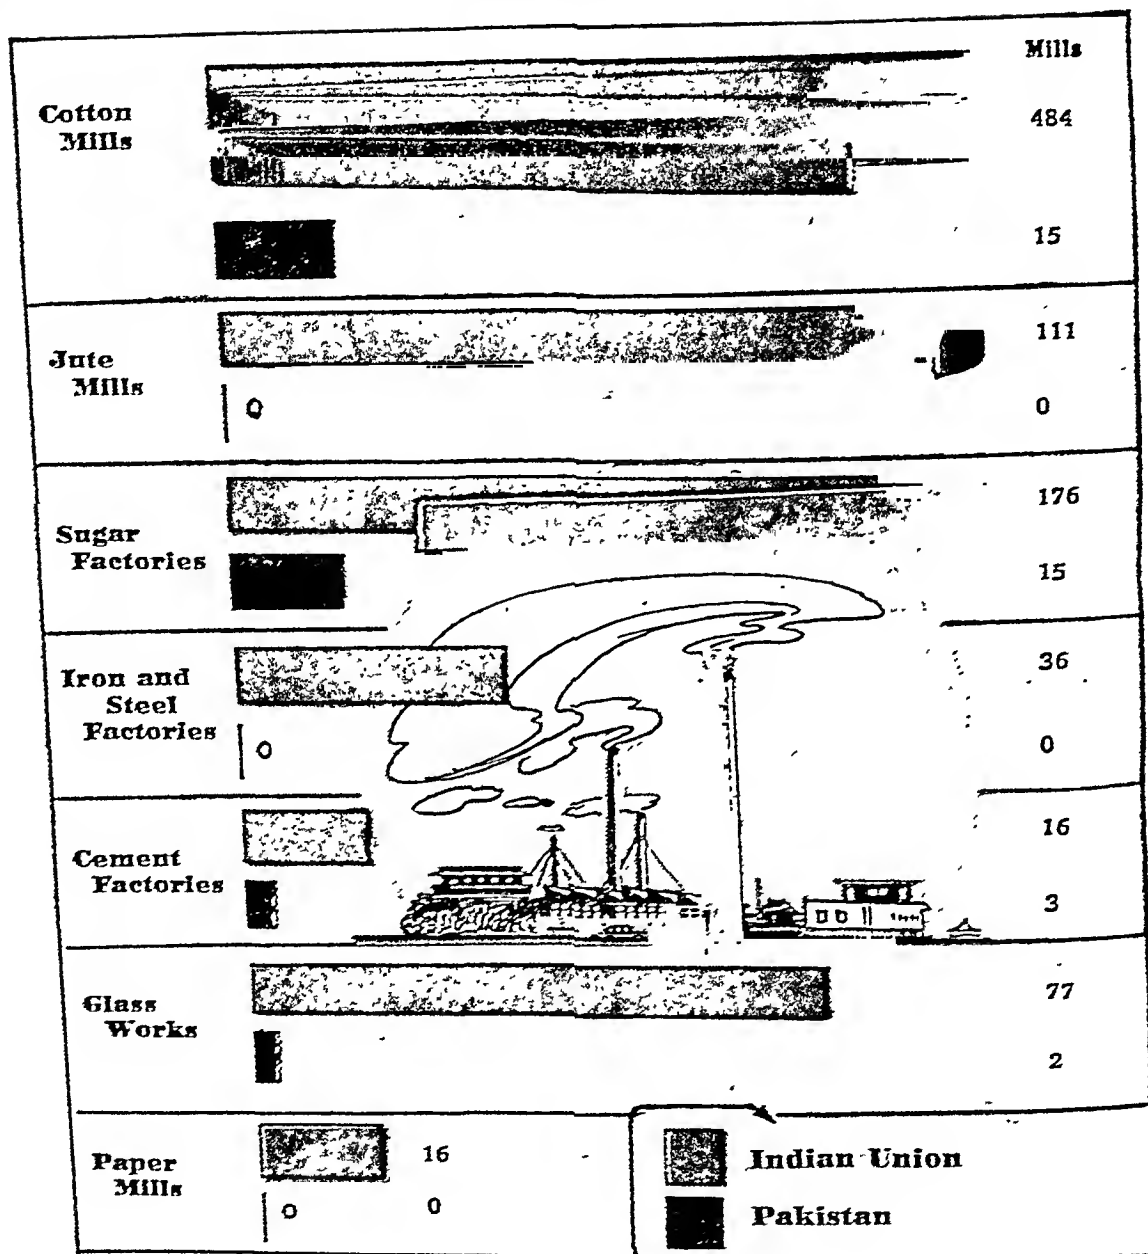 Mills
Cotton
Mills
484
15
Jute
Mills
111
0
0
Sugar
Factories
176
15
Iron and
Steel
Factories
36
0
0
Cement
Factories
16
3
Glass
Works
77
2
Paper
Mills
16
0
0
Indian Union
Pakistan